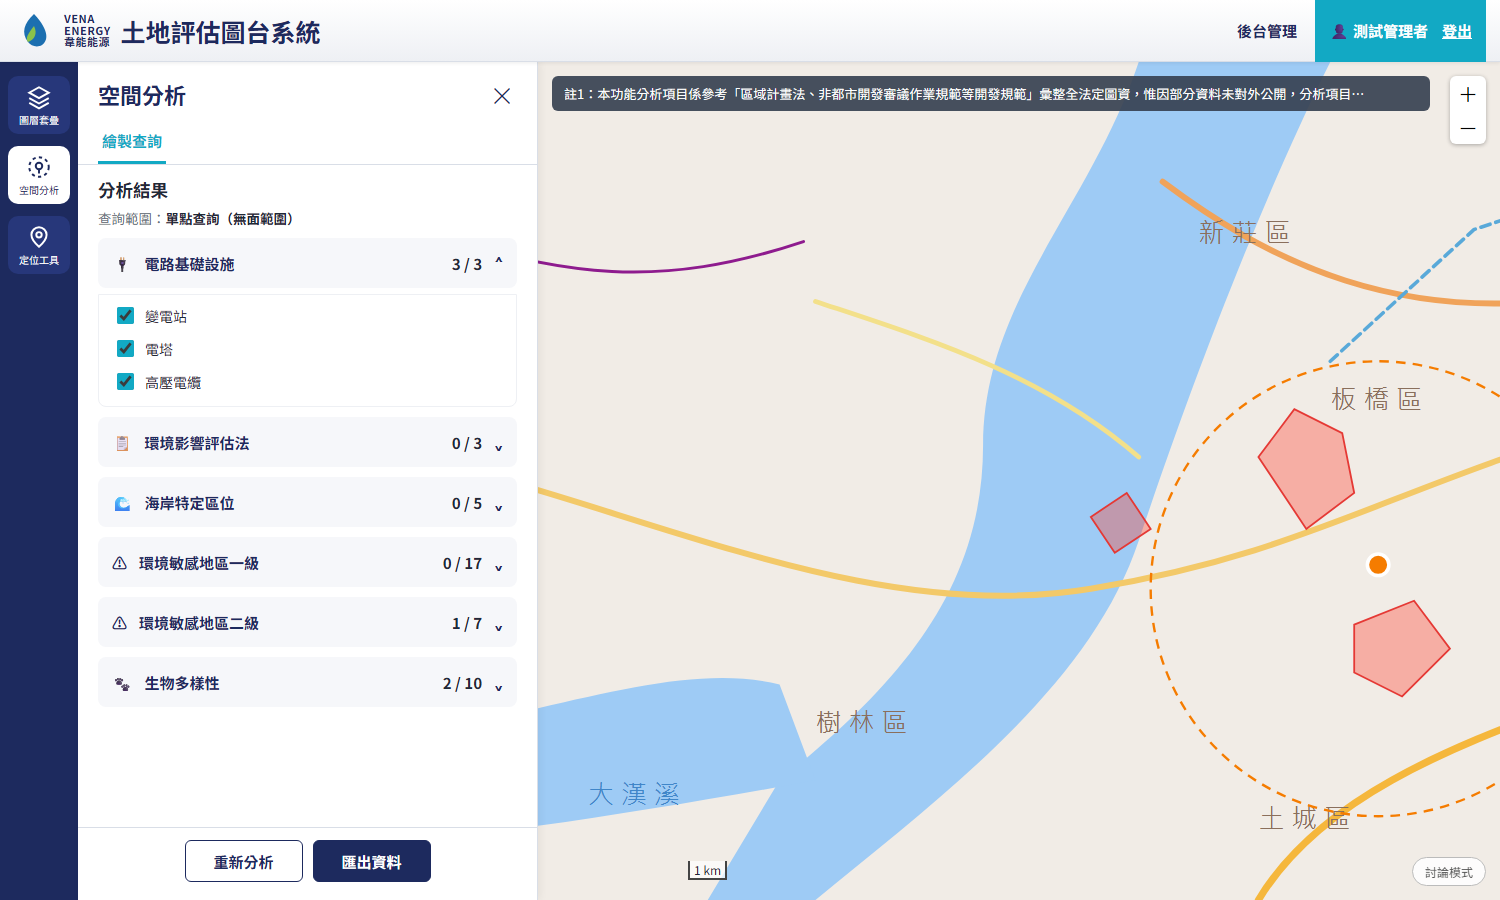 VENA
ENERGY
韋能能源
土地評估圖台系統
後台管理
測試管理者
登出
圖層套疊
空間分析
定位工具
空間分析
繪製查詢
分析結果
查詢範圍：單點查詢（無面範圍）
電路基礎設施 3 / 3
變電站
電塔
高壓電纜
環境影響評估法 0 / 3
海岸特定區位 0 / 5
環境敏感地區一級 0 / 17
環境敏感地區二級 1 / 7
生物多樣性 2 / 10
重新分析
匯出資料
註1：本功能分析項目係參考「區域計畫法、非都市開發審議作業規範等開發規範」彙整全法定圖資，惟因部分資料未對外公開，分析項目…
+
−
新莊區
板橋區
樹林區
大漢溪
土城區
1 km
討論模式